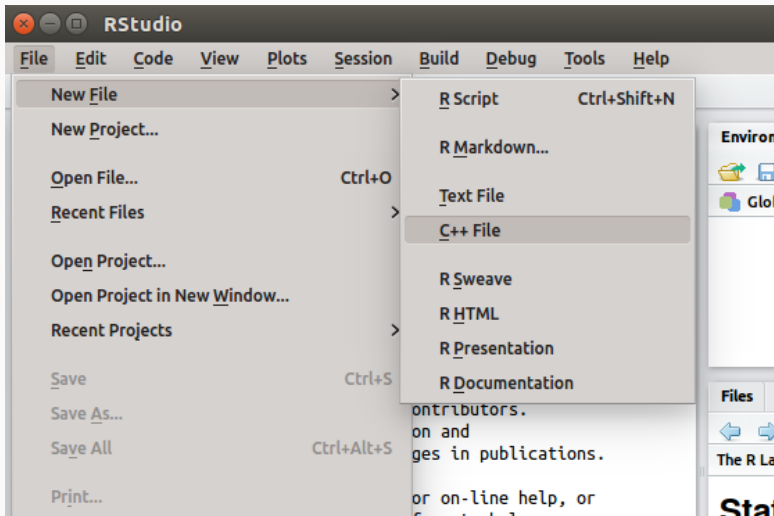 RStudio
File Edit Code View Plots Session Build Debug Tools Help
New File
New Project...
Open File... Ctrl+O
Recent Files
Open Project...
Open Project in New Window...
Recent Projects
Save Ctrl+S
Save As...
Save All Ctrl+Alt+S
Print...
R Script Ctrl+Shift+N
R Markdown...
Text File
C++ File
R Sweave
R HTML
R Presentation
R Documentation
ontributors.
on and
ges in publications.
or on-line help, or
Environ
Glo
Files
The R La
Stat